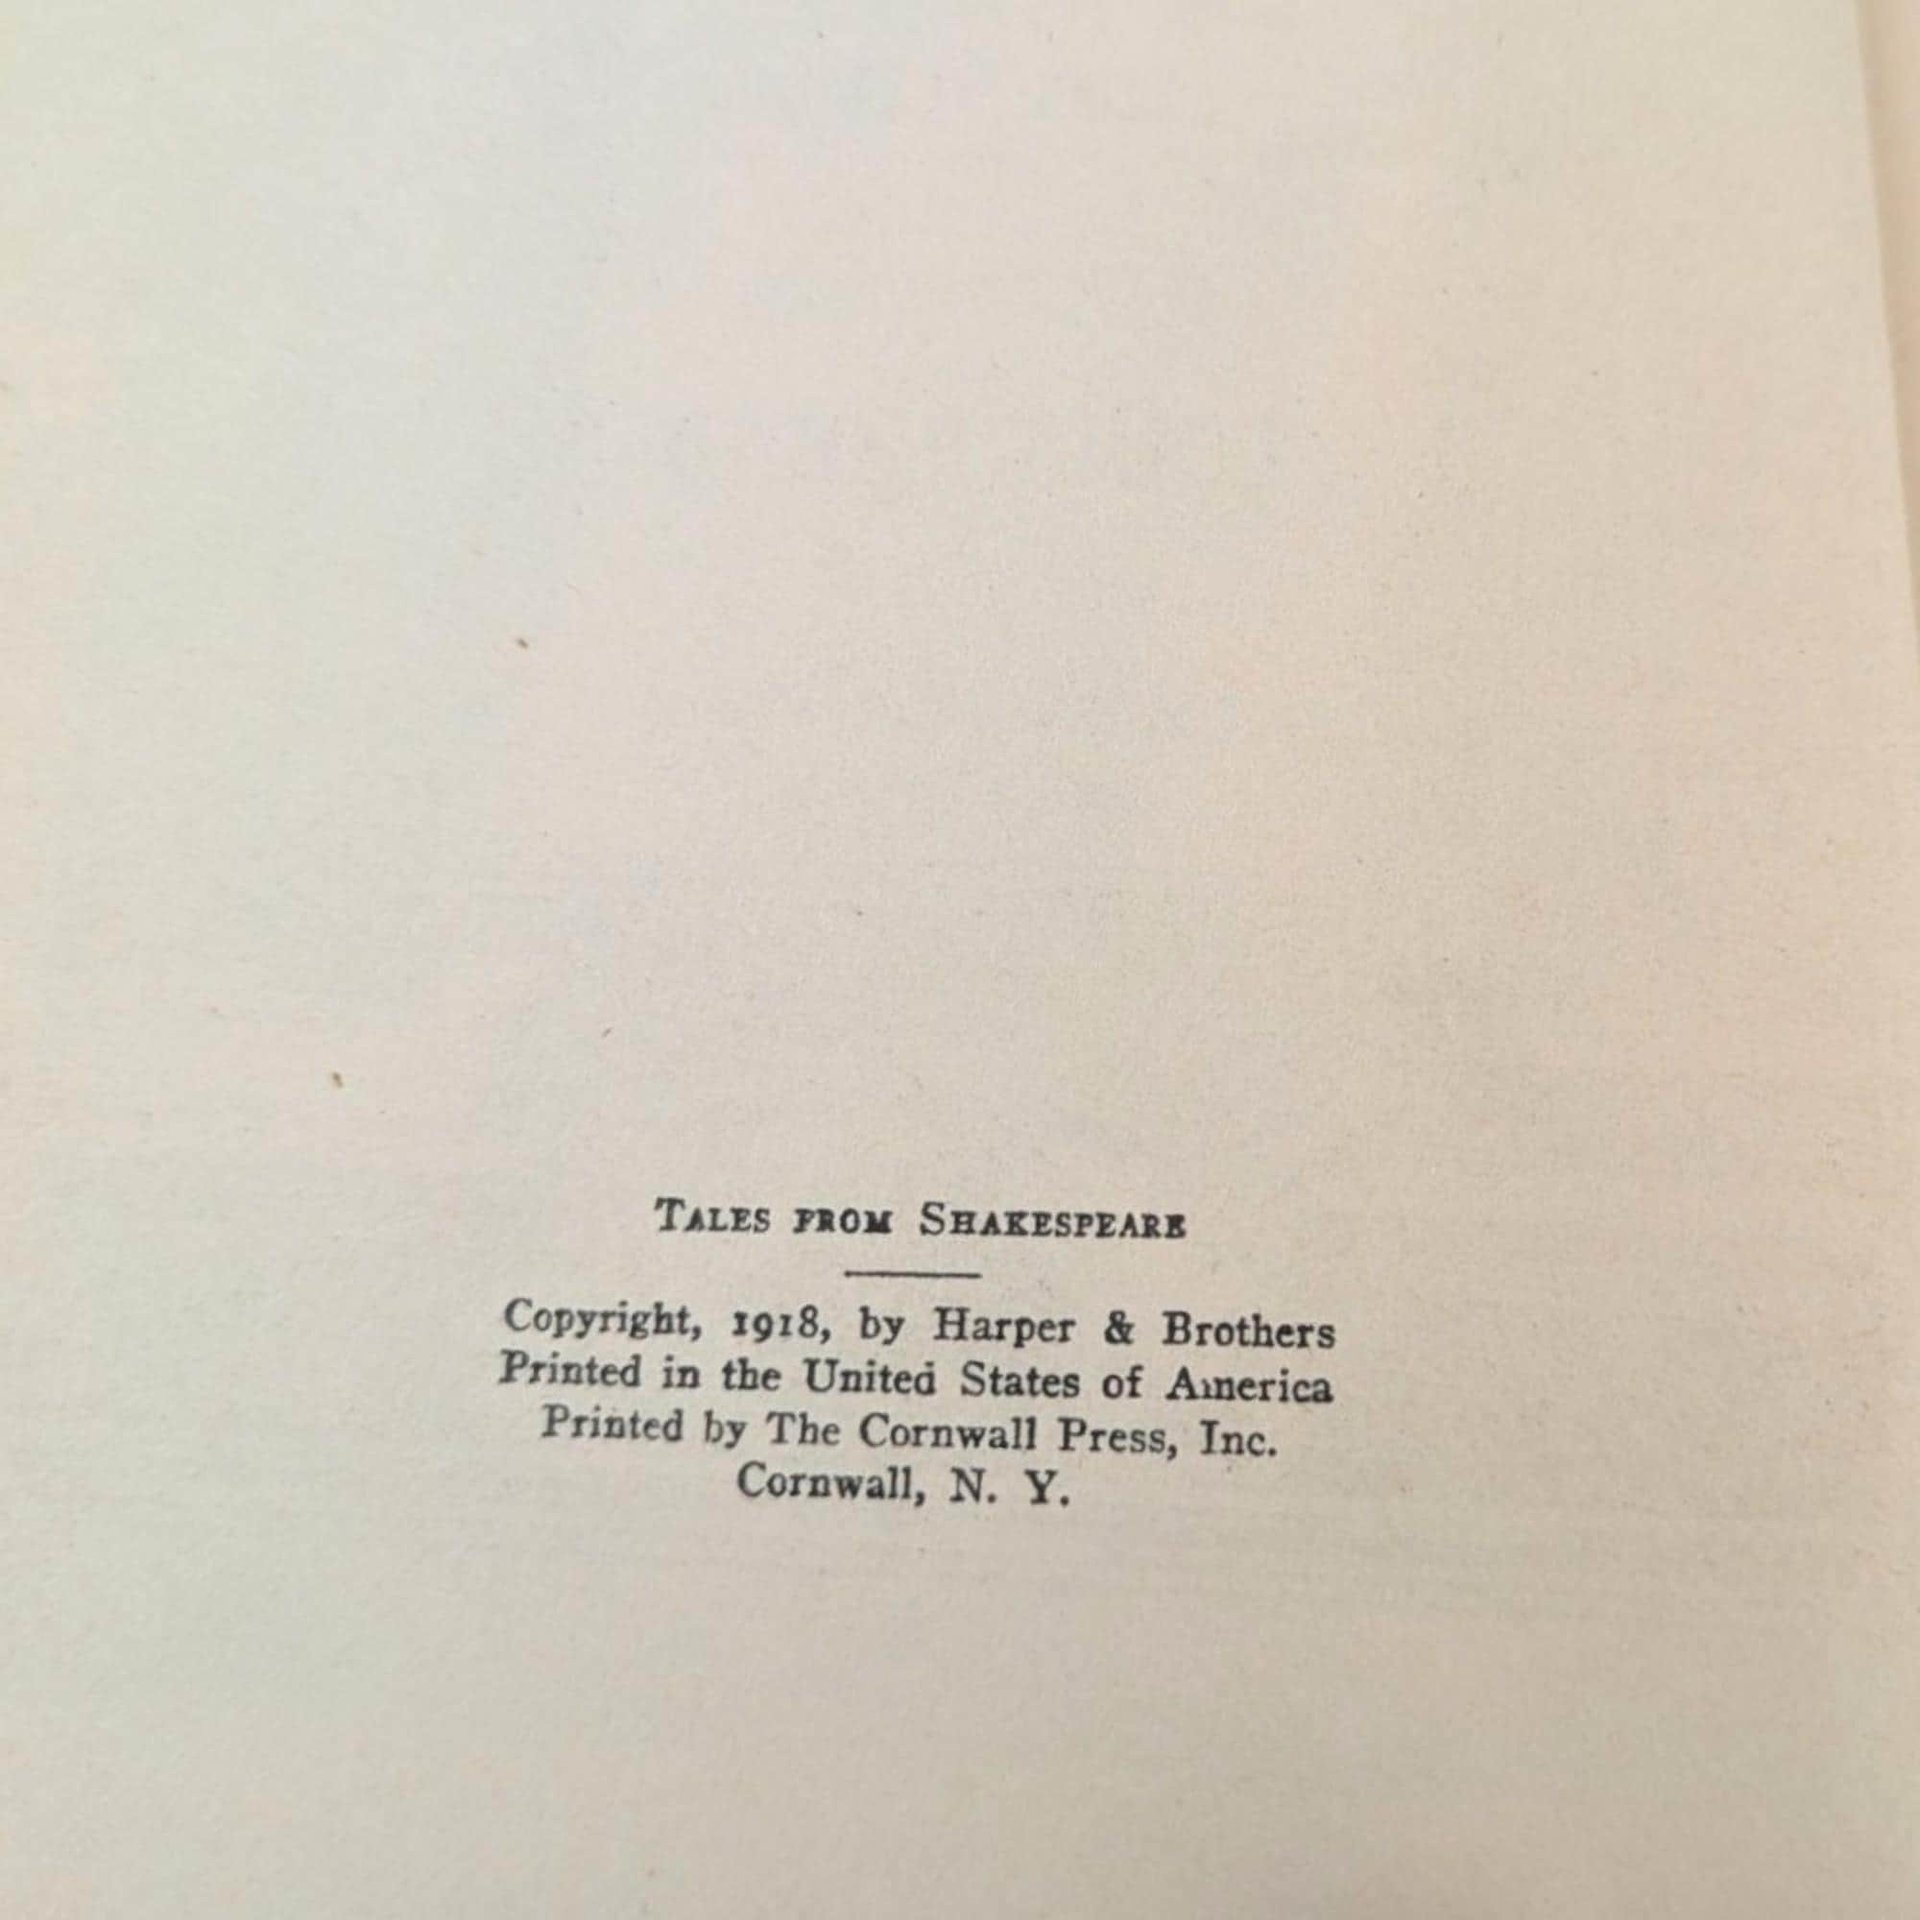 TALES FROM SHAKESPEARE
Copyright, 1918, by Harper & Brothers
Printed in the United States of America
Printed by The Cornwall Press, Inc.
Cornwall, N. Y.